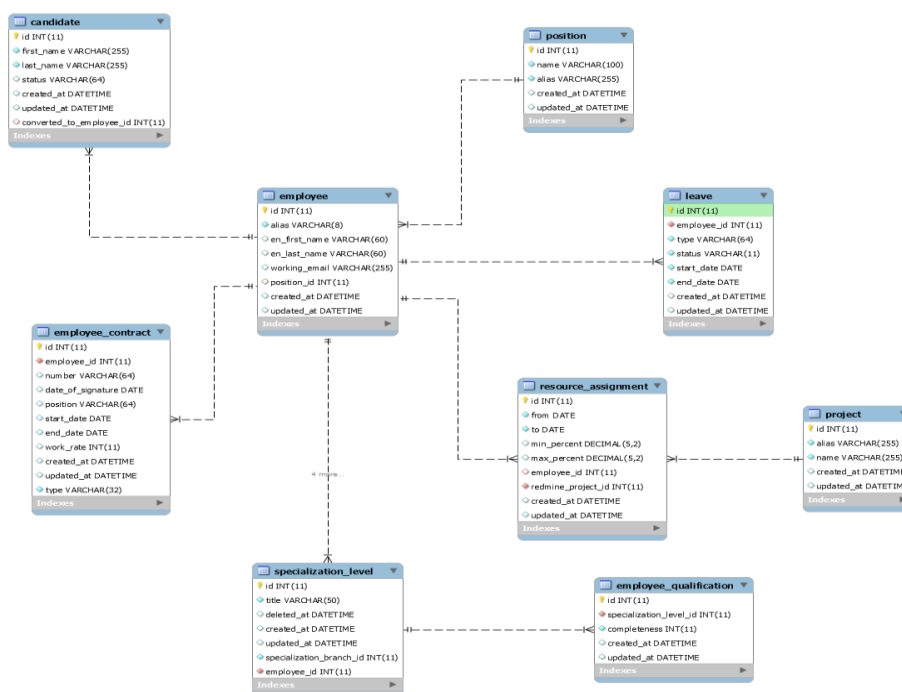 candidate
id INT(11)
first_name VARCHAR(255)
last_name VARCHAR(255)
status VARCHAR(64)
created_at DATETIME
updated_at DATETIME
converted_to_employee_id INT(11)
Indexes
position
id INT(11)
name VARCHAR(100)
alias VARCHAR(255)
created_at DATETIME
updated_at DATETIME
Indexes
employee
id INT(11)
alias VARCHAR(8)
en_first_name VARCHAR(60)
en_last_name VARCHAR(60)
working_email VARCHAR(255)
position_id INT(11)
created_at DATETIME
updated_at DATETIME
Indexes
leave
id INT(11)
employee_id INT(11)
type VARCHAR(64)
status VARCHAR(11)
start_date DATE
end_date DATE
created_at DATETIME
updated_at DATETIME
Indexes
employee_contract
id INT(11)
employee_id INT(11)
number VARCHAR(64)
date_of_signature DATE
position VARCHAR(64)
start_date DATE
end_date DATE
work_rate INT(11)
created_at DATETIME
updated_at DATETIME
type VARCHAR(32)
Indexes
resource_assignment
id INT(11)
from DATE
to DATE
min_percent DECIMAL(5,2)
max_percent DECIMAL(5,2)
employee_id INT(11)
redmine_project_id INT(11)
created_at DATETIME
updated_at DATETIME
Indexes
project
id INT(11)
alias VARCHAR(255)
name VARCHAR(255)
created_at DATETIME
updated_at DATETIME
Indexes
4 more...
specialization_level
id INT(11)
title VARCHAR(50)
deleted_at DATETIME
created_at DATETIME
updated_at DATETIME
specialization_branch_id INT(11)
employee_id INT(11)
Indexes
employee_qualification
id INT(11)
specialization_level_id INT(11)
completeness INT(11)
created_at DATETIME
updated_at DATETIME
Indexes